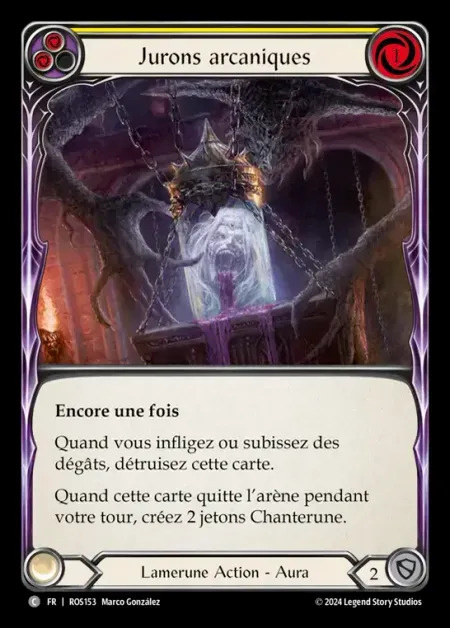 Jurons arcaniques
1
Encore une fois
Quand vous infligez ou subissez des
dégâts, détruisez cette carte.
Quand cette carte quitte l'arène pendant
votre tour, créez 2 jetons Chanterune.
Lamerune Action - Aura
2
C FR | ROS153 Marco González
© 2024 Legend Story Studios